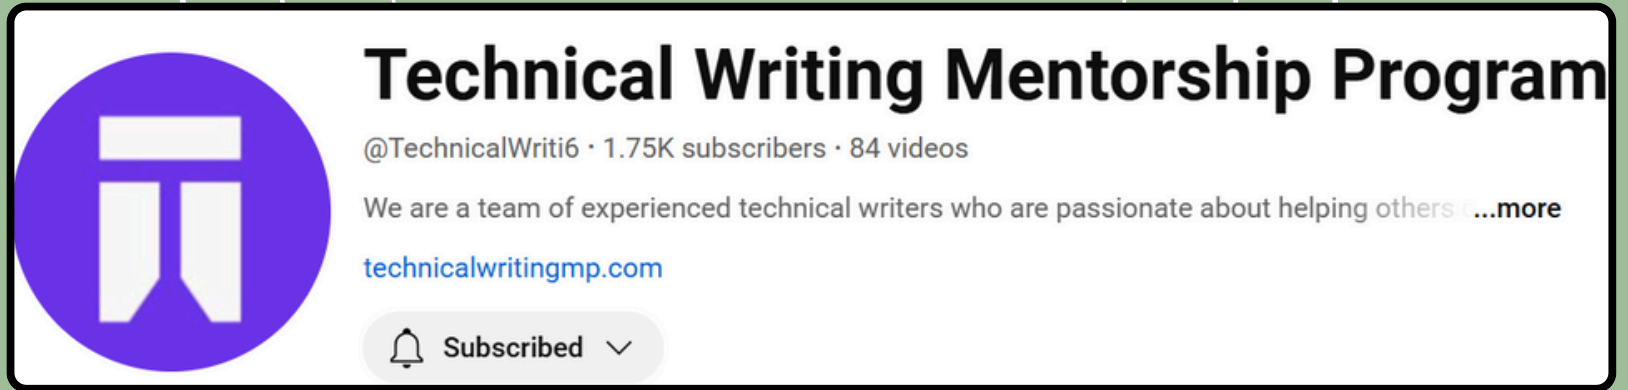 Technical Writing Mentorship Program
@TechnicalWriti6 · 1.75K subscribers · 84 videos
We are a team of experienced technical writers who are passionate about helping others ...more
technicalwritingmp.com
Subscribed